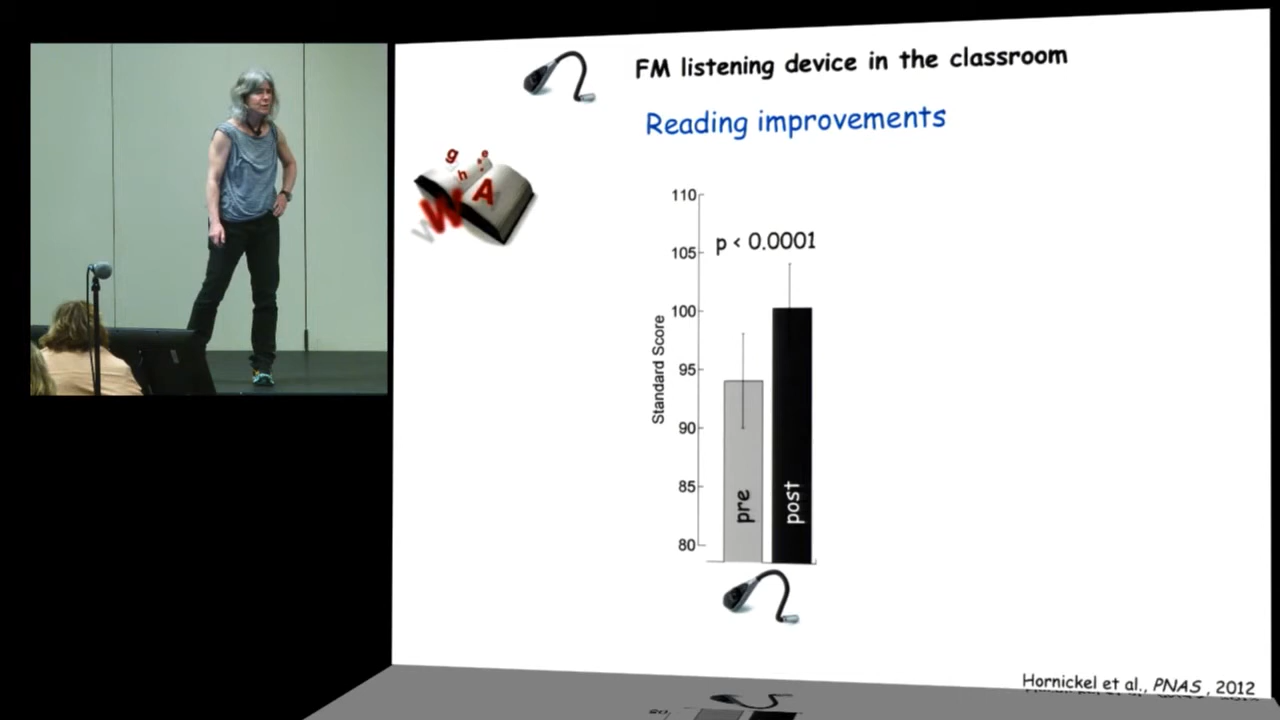 FM listening device in the classroom
Reading improvements
g e
h
W A
W
110
p < 0.0001
105
100
95
90
85
80
Standard Score
pre
post
Hornickel et al., PNAS , 2012